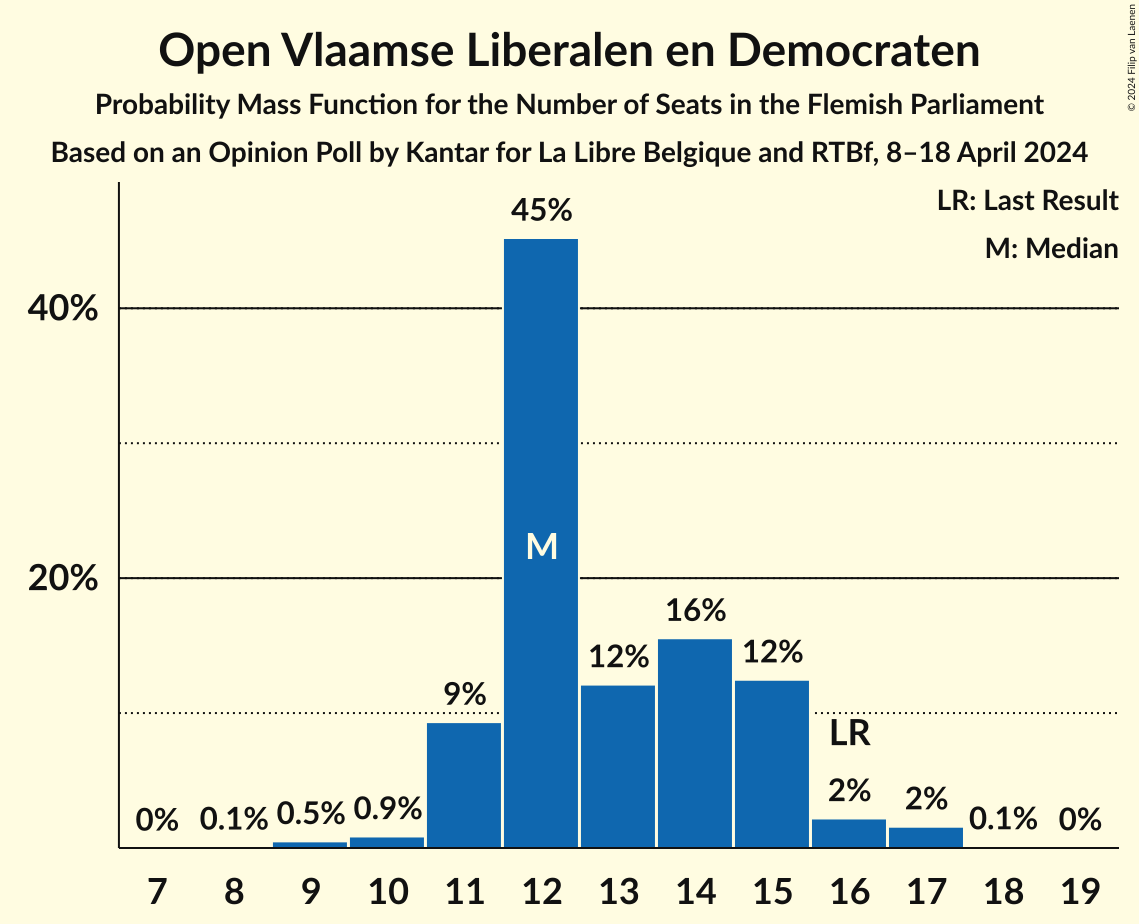 Open Vlaamse Liberalen en Democraten
Probability Mass Function for the Number of Seats in the Flemish Parliament
Based on an Opinion Poll by Kantar for La Libre Belgique and RTBf, 8–18 April 2024
© 2024 Filip van Laenen
LR: Last Result
M: Median
45%
40%
M
20%
16%
12%
12%
9%
LR
2%
2%
0%
0.1%
0.5%
0.9%
0.1%
0%
7 8 9 10 11 12 13 14 15 16 17 18 19